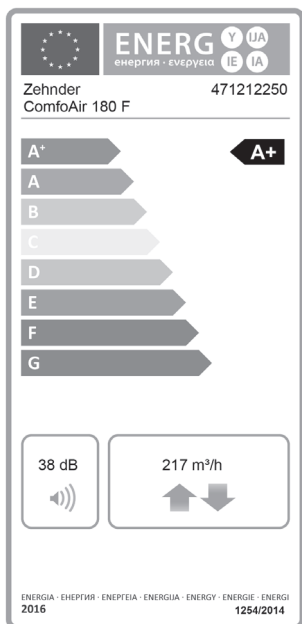 ENERG Y IJA
енергия · ενεργεια IE IA
Zehnder 471212250
ComfoAir 180 F
A+ A+
A
B
C
D
E
F
G
38 dB 217 m³/h
ENERGIA · ЕНЕРГИЯ · ΕΝΕΡΓΕΙΑ · ENERGIJA · ENERGY · ENERGIE · ENERGI
2016 1254/2014